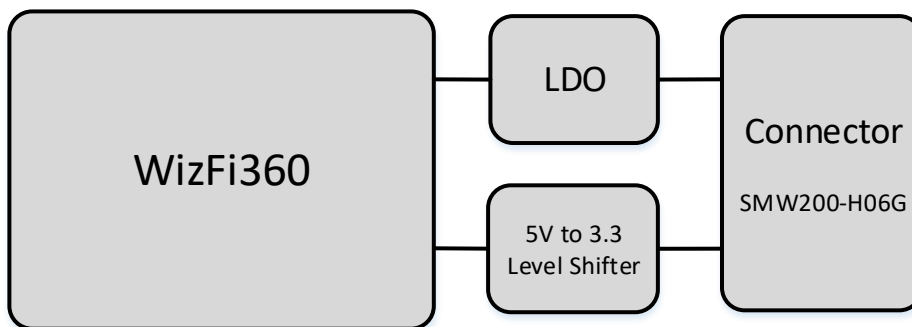 WizFi360
LDO
5V to 3.3
Level Shifter
Connector
SMW200-H06G